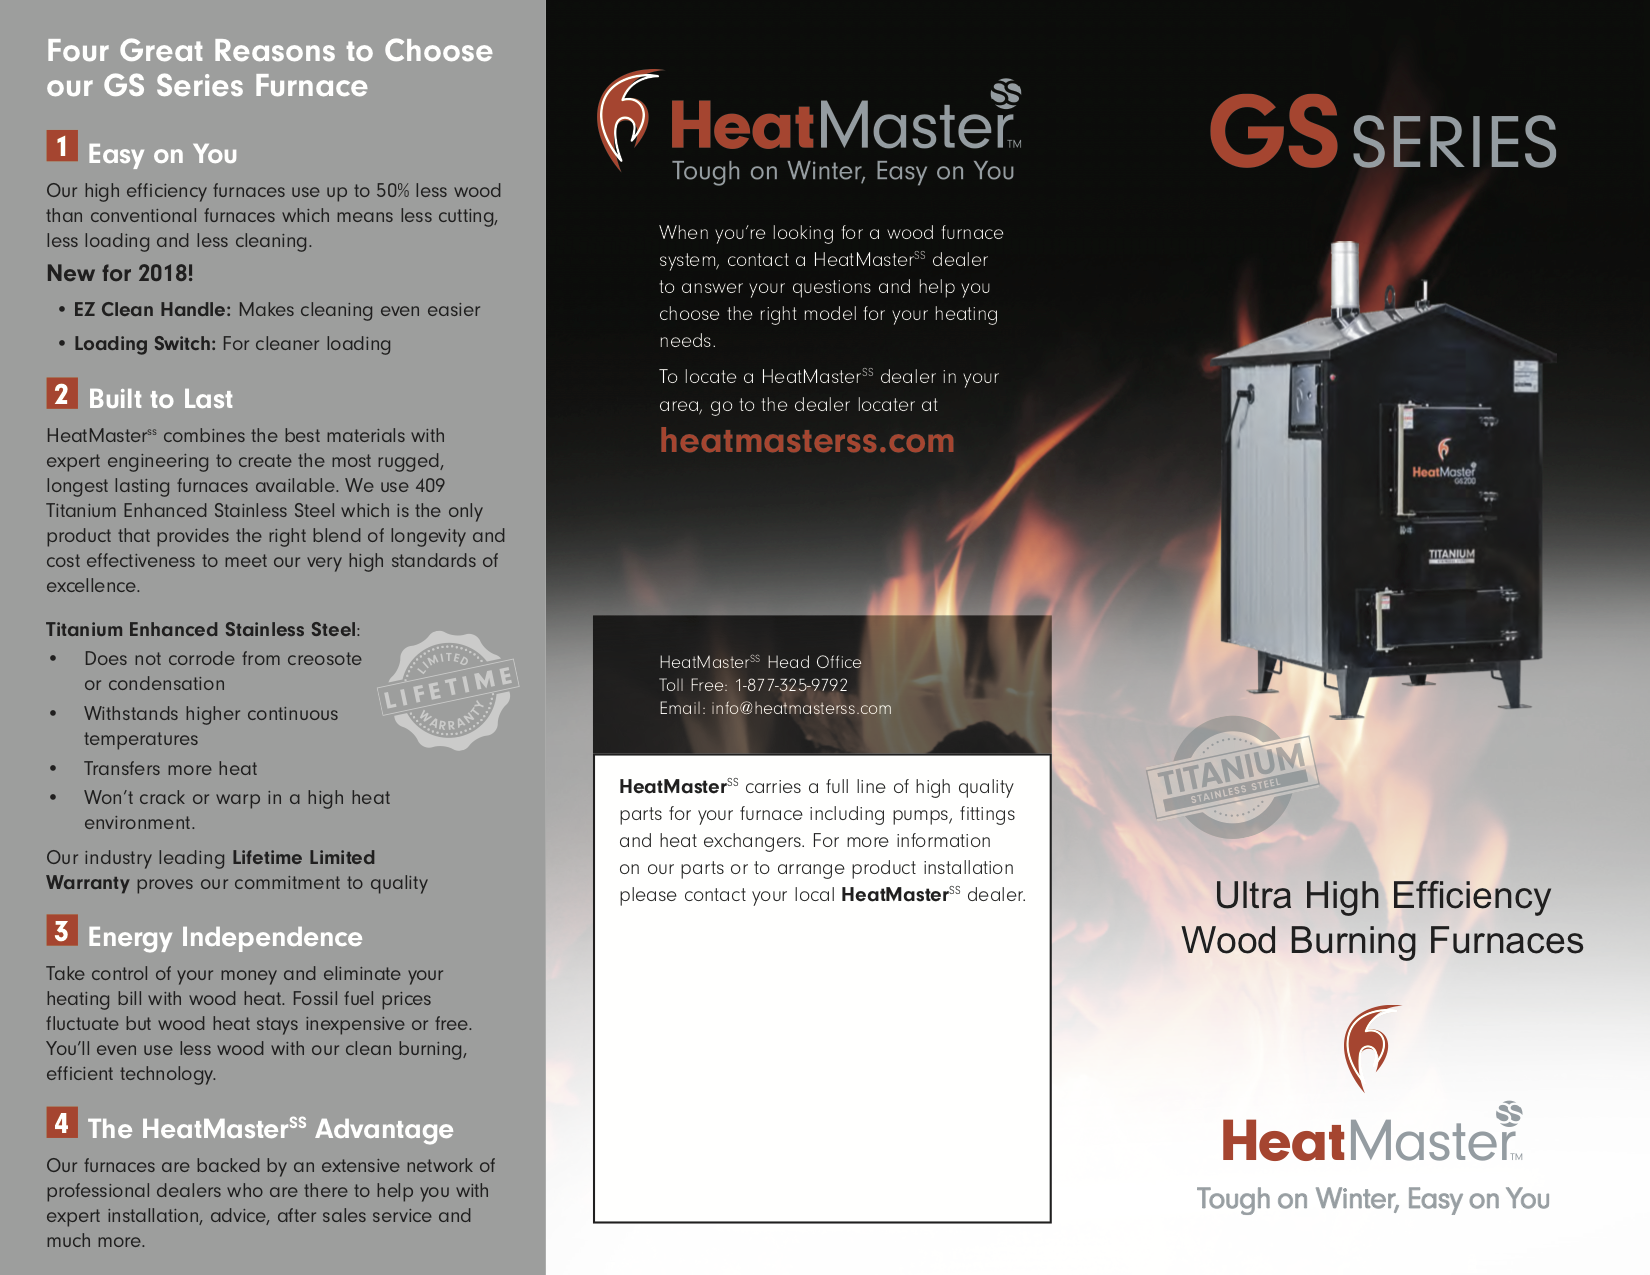 Four Great Reasons to Choose
our GS Series Furnace
1 Easy on You
Our high efficiency furnaces use up to 50% less wood
than conventional furnaces which means less cutting,
less loading and less cleaning.
New for 2018!
• EZ Clean Handle: Makes cleaning even easier
• Loading Switch: For cleaner loading
2 Built to Last
HeatMasterss combines the best materials with
expert engineering to create the most rugged,
longest lasting furnaces available. We use 409
Titanium Enhanced Stainless Steel which is the only
product that provides the right blend of longevity and
cost effectiveness to meet our very high standards of
excellence.
Titanium Enhanced Stainless Steel:
• Does not corrode from creosote
or condensation
• Withstands higher continuous
temperatures
• Transfers more heat
• Won't crack or warp in a high heat
environment.
LIMITED
LIFETIME
WARRANTY
Our industry leading Lifetime Limited
Warranty proves our commitment to quality
3 Energy Independence
Take control of your money and eliminate your
heating bill with wood heat. Fossil fuel prices
fluctuate but wood heat stays inexpensive or free.
You'll even use less wood with our clean burning,
efficient technology.
4 The HeatMasterSS Advantage
Our furnaces are backed by an extensive network of
professional dealers who are there to help you with
expert installation, advice, after sales service and
much more.
HeatMasterSS™
Tough on Winter, Easy on You
When you're looking for a wood furnace
system, contact a HeatMasterSS dealer
to answer your questions and help you
choose the right model for your heating
needs.
To locate a HeatMasterSS dealer in your
area, go to the dealer locater at
heatmasterss.com
HeatMasterSS Head Office
Toll Free: 1-877-325-9792
Email: info@heatmasterss.com
HeatMasterSS carries a full line of high quality
parts for your furnace including pumps, fittings
and heat exchangers. For more information
on our parts or to arrange product installation
please contact your local HeatMasterSS dealer.
GS SERIES
HeatMaster
GS200
TITANIUM
TITANIUM
STAINLESS STEEL
Ultra High Efficiency
Wood Burning Furnaces
HeatMasterSS™
Tough on Winter, Easy on You